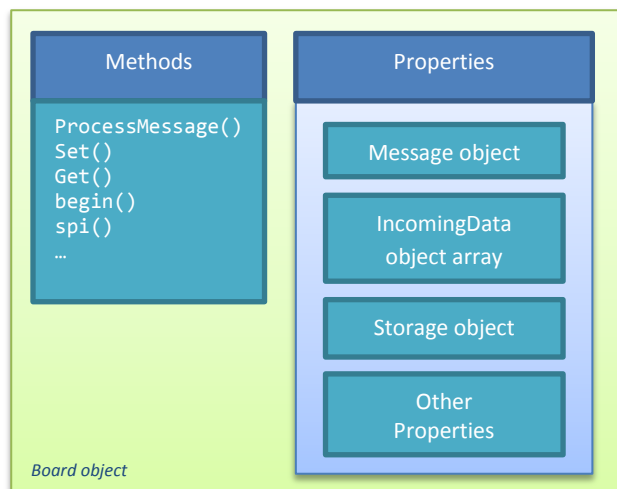 Methods
ProcessMessage()
Set()
Get()
begin()
spi()
…
Properties
Message object
IncomingData
object array
Storage object
Other
Properties
Board object